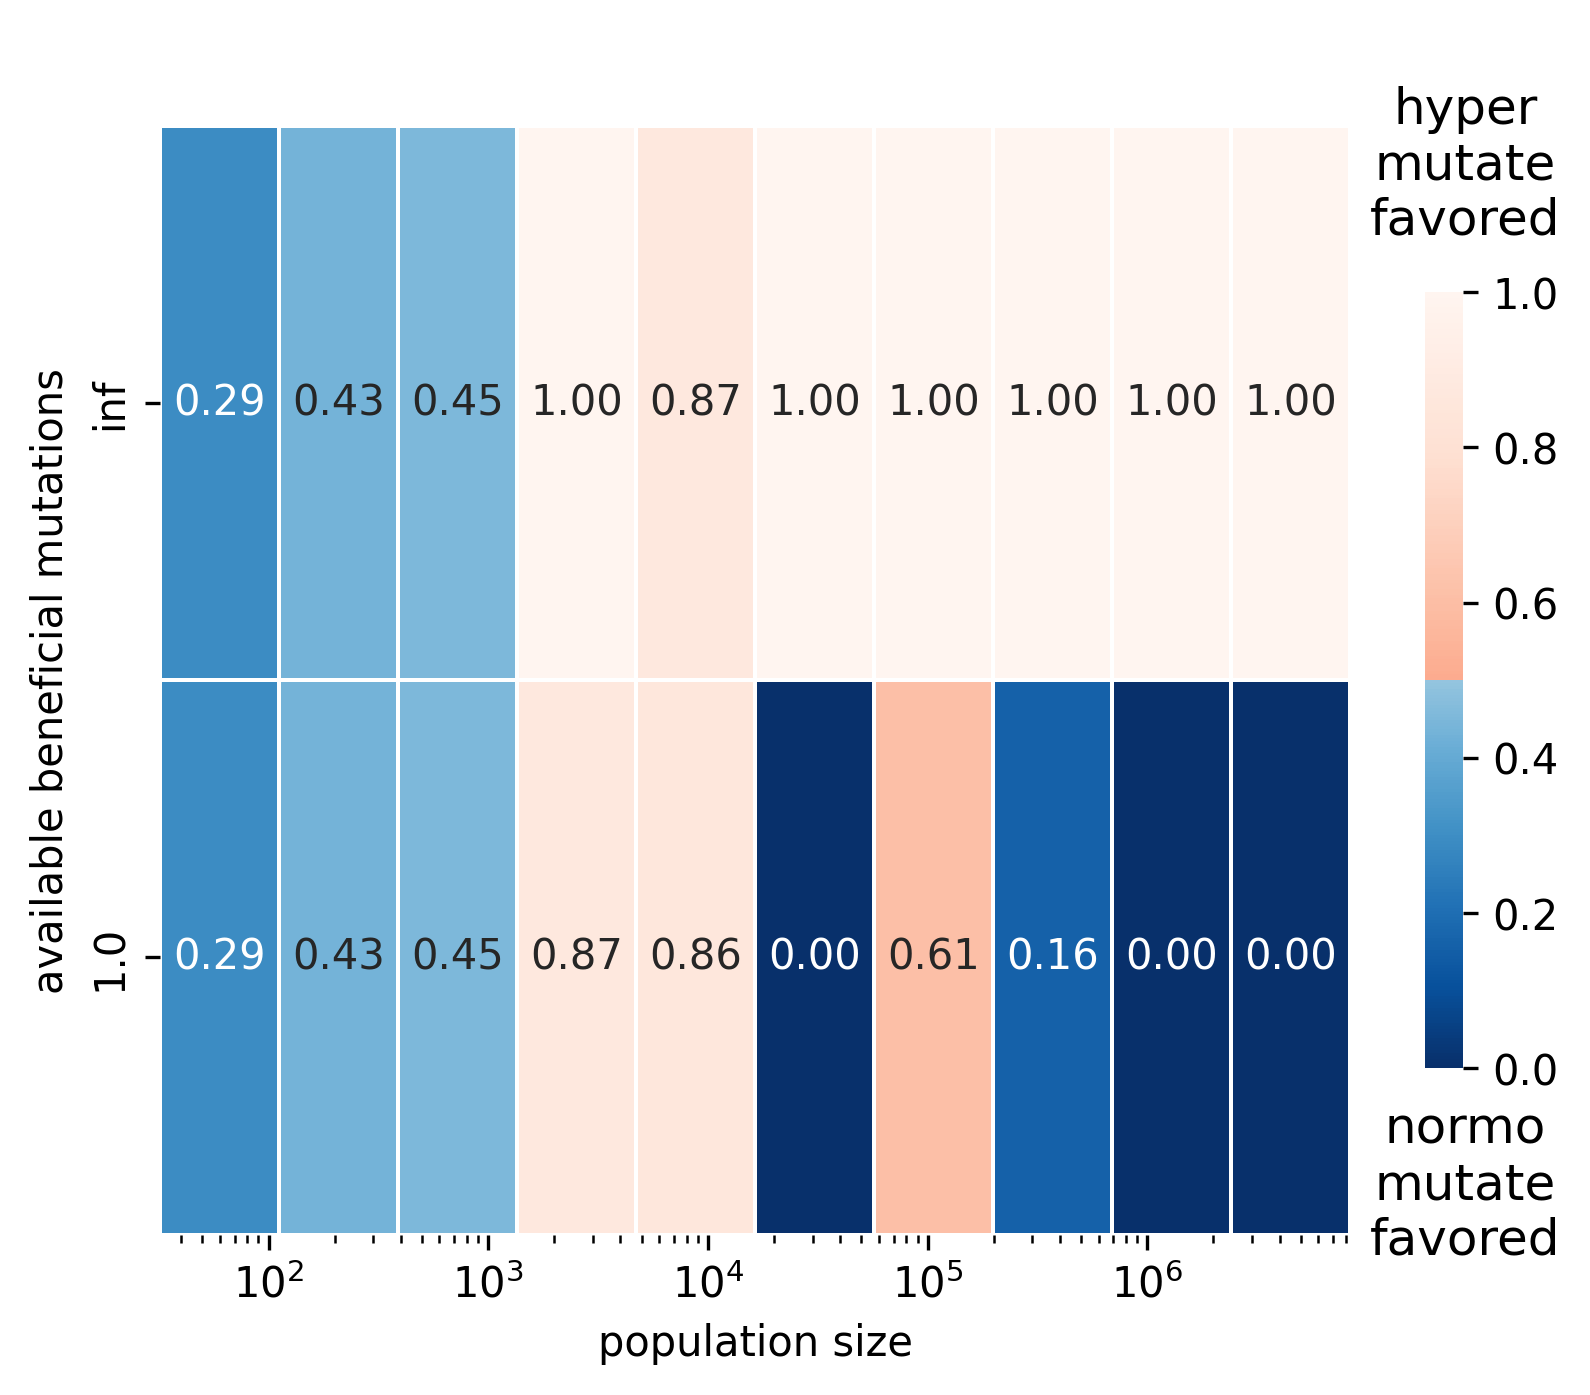 hyper
mutate
favored
available beneficial mutations
inf
0.29 0.43 0.45 1.00 0.87 1.00 1.00 1.00 1.00 1.00
1.0
0.29 0.43 0.45 0.87 0.86 0.00 0.61 0.16 0.00 0.00
1.0
0.8
0.6
0.4
0.2
0.0
normo
mutate
favored
10² 10³ 10⁴ 10⁵ 10⁶
population size